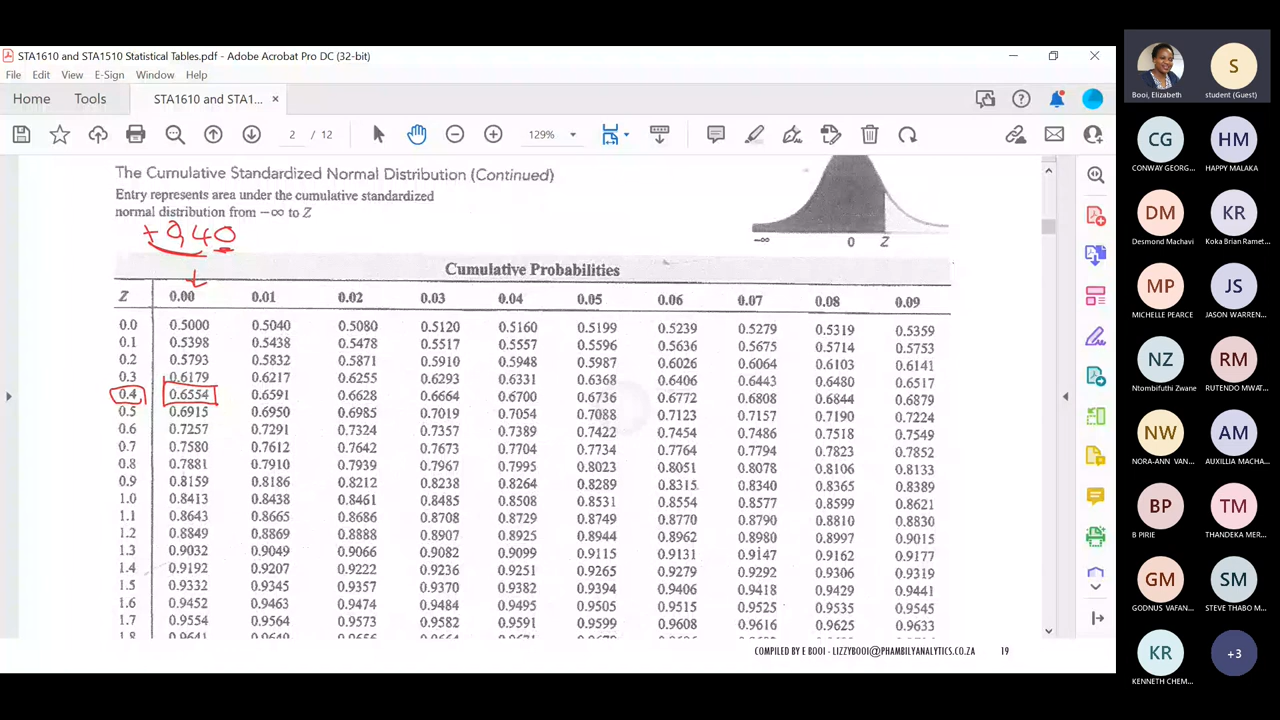 STA1610 and STA1510 Statistical Tables.pdf - Adobe Acrobat Pro DC (32-bit)
File Edit View E-Sign Window Help
Home Tools STA1610 and STA1... ×
2 / 12 129%
The Cumulative Standardized Normal Distribution (Continued)
Entry represents area under the cumulative standardized
normal distribution from −∞ to Z
+0,40
−∞ 0 Z
Cumulative Probabilities
Z 0.00 0.01 0.02 0.03 0.04 0.05 0.06 0.07 0.08 0.09
0.0 0.5000 0.5040 0.5080 0.5120 0.5160 0.5199 0.5239 0.5279 0.5319 0.5359
0.1 0.5398 0.5438 0.5478 0.5517 0.5557 0.5596 0.5636 0.5675 0.5714 0.5753
0.2 0.5793 0.5832 0.5871 0.5910 0.5948 0.5987 0.6026 0.6064 0.6103 0.6141
0.3 0.6179 0.6217 0.6255 0.6293 0.6331 0.6368 0.6406 0.6443 0.6480 0.6517
0.4 0.6554 0.6591 0.6628 0.6664 0.6700 0.6736 0.6772 0.6808 0.6844 0.6879
0.5 0.6915 0.6950 0.6985 0.7019 0.7054 0.7088 0.7123 0.7157 0.7190 0.7224
0.6 0.7257 0.7291 0.7324 0.7357 0.7389 0.7422 0.7454 0.7486 0.7518 0.7549
0.7 0.7580 0.7612 0.7642 0.7673 0.7704 0.7734 0.7764 0.7794 0.7823 0.7852
0.8 0.7881 0.7910 0.7939 0.7967 0.7995 0.8023 0.8051 0.8078 0.8106 0.8133
0.9 0.8159 0.8186 0.8212 0.8238 0.8264 0.8289 0.8315 0.8340 0.8365 0.8389
1.0 0.8413 0.8438 0.8461 0.8485 0.8508 0.8531 0.8554 0.8577 0.8599 0.8621
1.1 0.8643 0.8665 0.8686 0.8708 0.8729 0.8749 0.8770 0.8790 0.8810 0.8830
1.2 0.8849 0.8869 0.8888 0.8907 0.8925 0.8944 0.8962 0.8980 0.8997 0.9015
1.3 0.9032 0.9049 0.9066 0.9082 0.9099 0.9115 0.9131 0.9147 0.9162 0.9177
1.4 0.9192 0.9207 0.9222 0.9236 0.9251 0.9265 0.9279 0.9292 0.9306 0.9319
1.5 0.9332 0.9345 0.9357 0.9370 0.9382 0.9394 0.9406 0.9418 0.9429 0.9441
1.6 0.9452 0.9463 0.9474 0.9484 0.9495 0.9505 0.9515 0.9525 0.9535 0.9545
1.7 0.9554 0.9564 0.9573 0.9582 0.9591 0.9599 0.9608 0.9616 0.9625 0.9633
COMPILED BY E BOOI - LIZZYBOOI@PHAMBILYANALYTICS.CO.ZA 19
S
Booi, Elizabeth student (Guest)
CG HM
CONWAY GEORG... HAPPY MALAKA
DM KR
Desmond Machavi Koka Brian Ramet...
MP JS
MICHELLE PEARCE JASON WARREN...
NZ RM
Ntombifuthi Zwane RUTENDO MWAT...
NW AM
NORA-ANN VAN... AUXILLIA MACHA...
BP TM
B PIRIE THANDEKA MER...
GM SM
GODNUS VAFAN... STEVE THABO M...
KR +3
KENNETH CHEM...